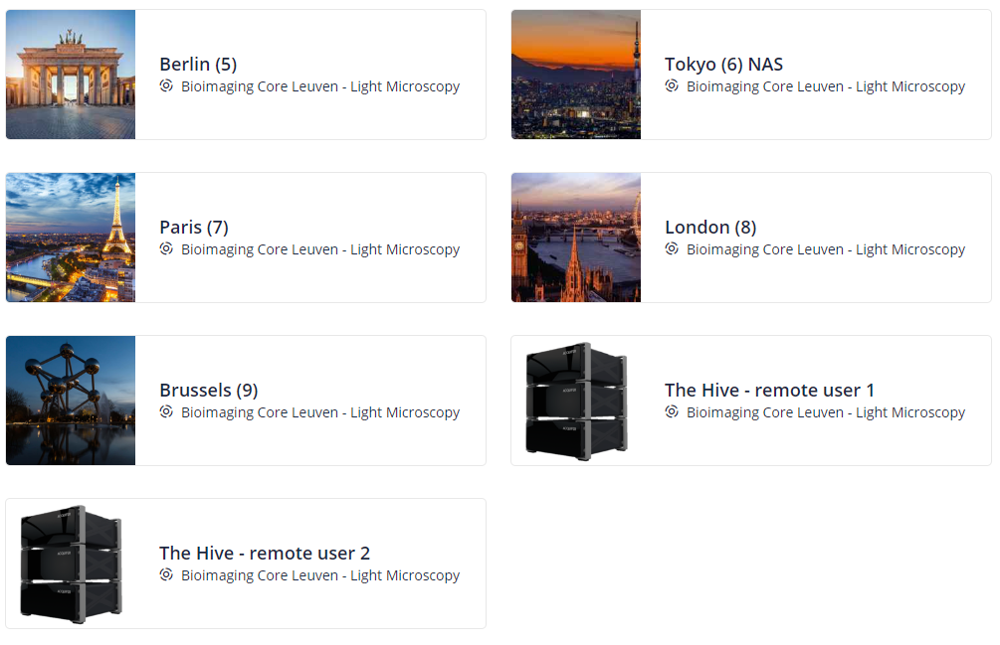 Berlin (5)
Bioimaging Core Leuven - Light Microscopy
Tokyo (6) NAS
Bioimaging Core Leuven - Light Microscopy
Paris (7)
Bioimaging Core Leuven - Light Microscopy
London (8)
Bioimaging Core Leuven - Light Microscopy
Brussels (9)
Bioimaging Core Leuven - Light Microscopy
The Hive - remote user 1
Bioimaging Core Leuven - Light Microscopy
The Hive - remote user 2
Bioimaging Core Leuven - Light Microscopy